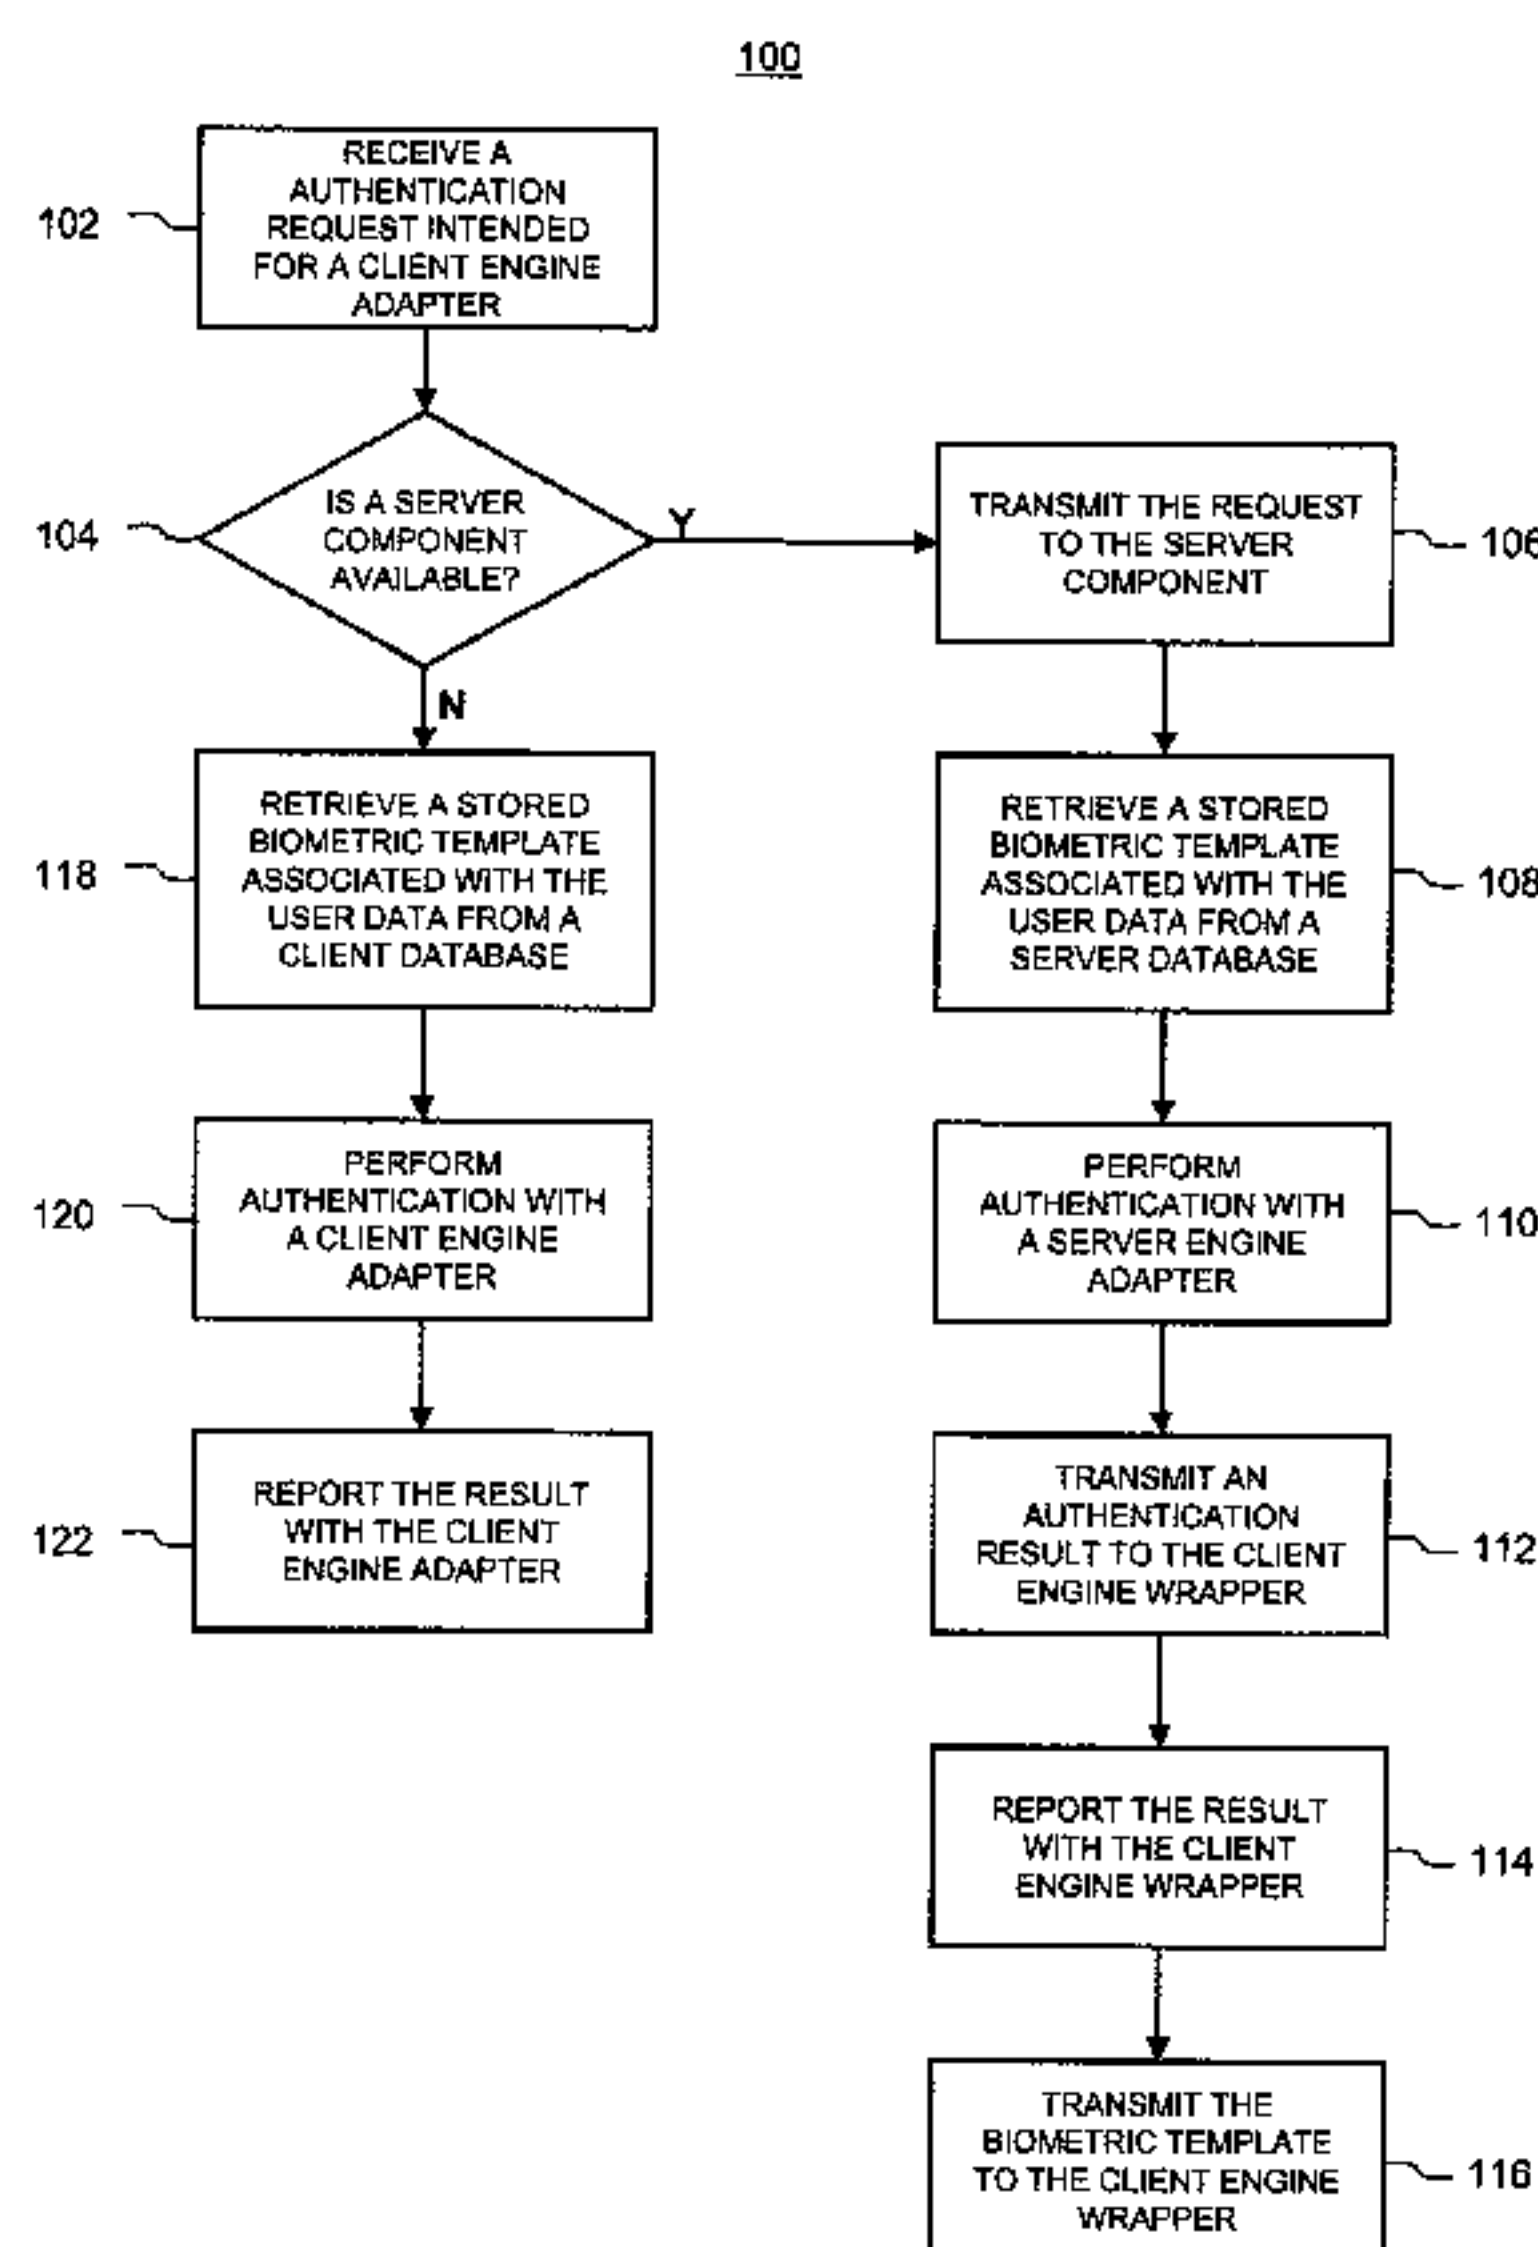 100
RECEIVE A
AUTHENTICATION
REQUEST INTENDED
FOR A CLIENT ENGINE
ADAPTER
102
IS A SERVER
COMPONENT
AVAILABLE?
104
Y
N
TRANSMIT THE REQUEST
TO THE SERVER
COMPONENT
106
RETRIEVE A STORED
BIOMETRIC TEMPLATE
ASSOCIATED WITH THE
USER DATA FROM A
CLIENT DATABASE
118
RETRIEVE A STORED
BIOMETRIC TEMPLATE
ASSOCIATED WITH THE
USER DATA FROM A
SERVER DATABASE
108
PERFORM
AUTHENTICATION WITH
A CLIENT ENGINE
ADAPTER
120
PERFORM
AUTHENTICATION WITH
A SERVER ENGINE
ADAPTER
110
REPORT THE RESULT
WITH THE CLIENT
ENGINE ADAPTER
122
TRANSMIT AN
AUTHENTICATION
RESULT TO THE CLIENT
ENGINE WRAPPER
112
REPORT THE RESULT
WITH THE CLIENT
ENGINE WRAPPER
114
TRANSMIT THE
BIOMETRIC TEMPLATE
TO THE CLIENT ENGINE
WRAPPER
116